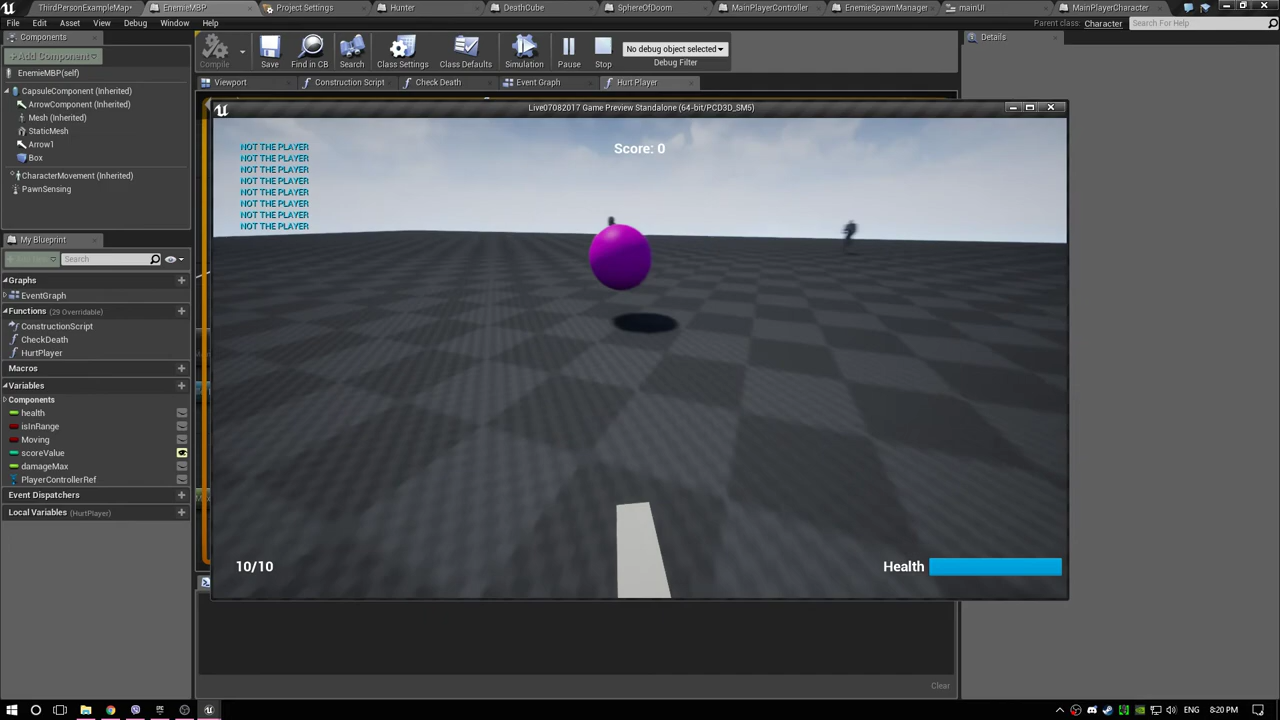 ThirdPersonExampleMap*
EnemieMBP
Project Settings
Hunter
DeathCube
SphereOfDoom
MainPlayerController
EnemieSpawnManager
mainUI
MainPlayerCharacter
File
Edit
Asset
View
Debug
Window
Help
Parent class: Character
Search For Help
Components
+Add Component
EnemieMBP(self)
CapsuleComponent (Inherited)
ArrowComponent (Inherited)
Mesh (Inherited)
StaticMesh
Arrow1
Box
CharacterMovement (Inherited)
PawnSensing
My Blueprint
Search
Graphs
EventGraph
Functions (29 Overridable)
ConstructionScript
CheckDeath
HurtPlayer
Macros
Variables
Components
health
isInRange
Moving
scoreValue
damageMax
PlayerControllerRef
Event Dispatchers
Local Variables (HurtPlayer)
Compile
Save
Find in CB
Search
Class Settings
Class Defaults
Simulation
Pause
Stop
No debug object selected
Debug Filter
Viewport
Construction Script
Check Death
Event Graph
Hurt Player
Details
Live07082017 Game Preview Standalone (64-bit/PCD3D_SM5)
NOT THE PLAYER
NOT THE PLAYER
NOT THE PLAYER
NOT THE PLAYER
NOT THE PLAYER
NOT THE PLAYER
NOT THE PLAYER
NOT THE PLAYER
Score: 0
10/10
Health
Clear
ENG
8:20 PM